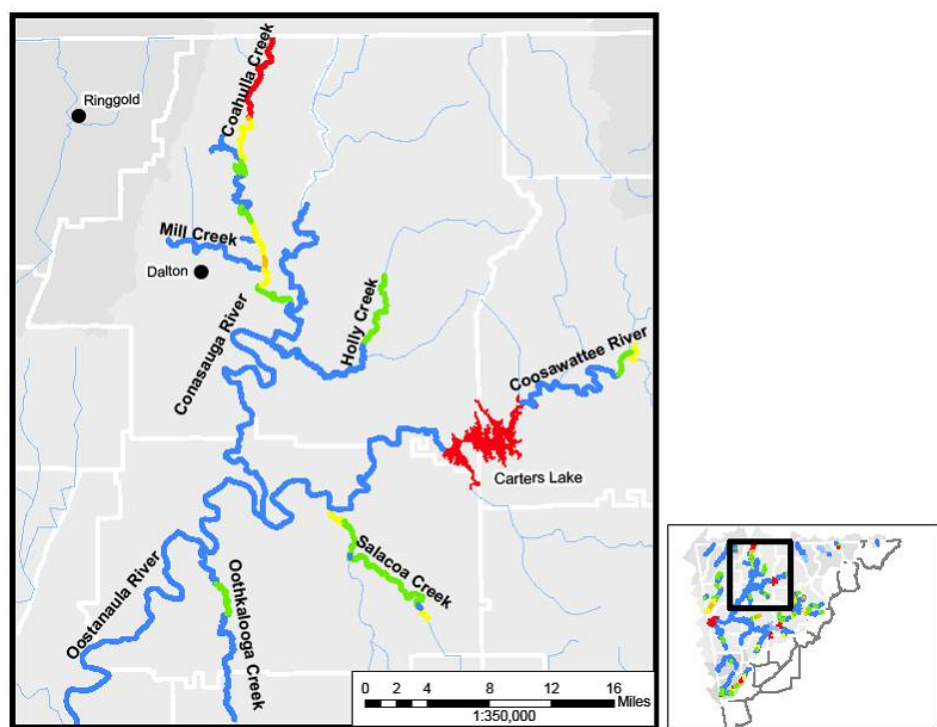 Coahulla Creek
Ringgold
Mill Creek
Dalton
Conasauga River
Holly Creek
Coosawattee River
Carters Lake
Salacoa Creek
Oostanaula River
Oothkalooga Creek
0 2 4 8 12 16
Miles
1:350,000